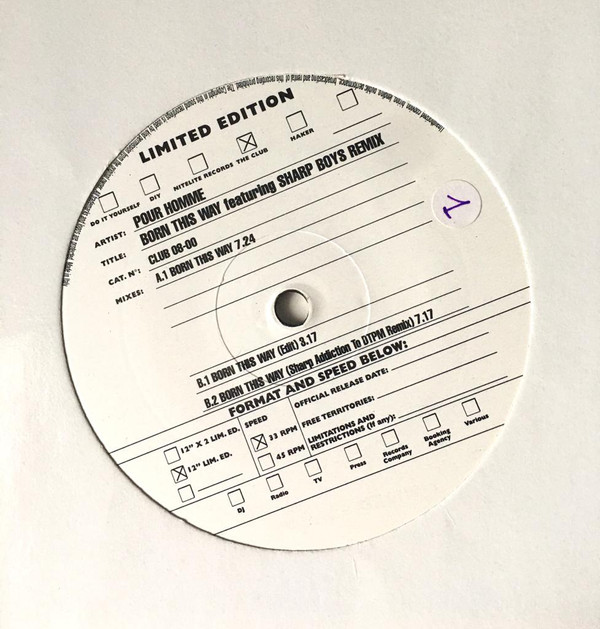 LIMITED EDITION
DO IT YOURSELF
DIY
NITELITE RECORDS
THE CLUB
MAKER
ARTIST: POUR HOMME
TITLE: BORN THIS WAY featuring SHARP BOYS REMIX
CAT. Nº: CLUB 08-00
MIXES: A.1 BORN THIS WAY 7.24
B.1 BORN THIS WAY (Edit) 3.17
B.2 BORN THIS WAY (Sharp Addiction To DTPM Remix) 7.17
FORMAT AND SPEED BELOW:
12" X 2 LIM. ED.
12" LIM. ED.
SPEED
33 RPM
45 RPM
OFFICIAL RELEASE DATE:
FREE TERRITORIES:
LIMITATIONS AND
RESTRICTIONS (If any):
DJ
Radio
TV
Press
Records
Company
Booking
Agency
Various